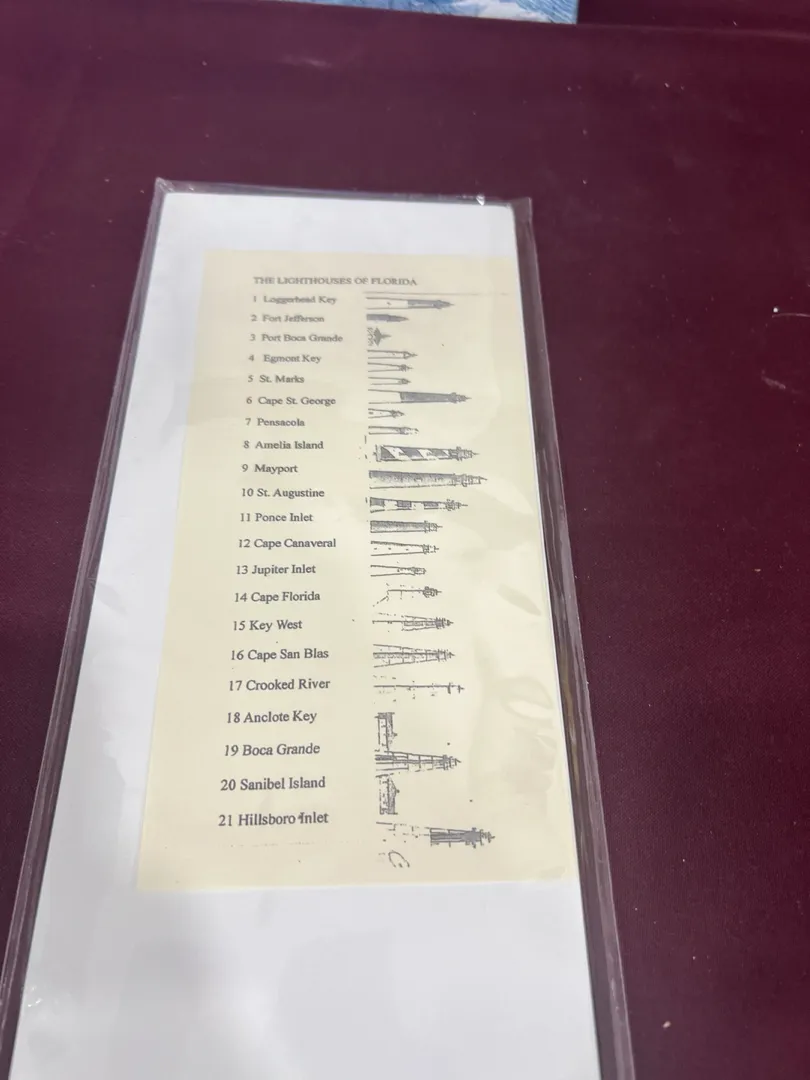 THE LIGHTHOUSES OF FLORIDA
1 Loggerhead Key
2 Fort Jefferson
3 Port Boca Grande
4 Egmont Key
5 St. Marks
6 Cape St. George
7 Pensacola
8 Amelia Island
9 Mayport
10 St. Augustine
11 Ponce Inlet
12 Cape Canaveral
13 Jupiter Inlet
14 Cape Florida
15 Key West
16 Cape San Blas
17 Crooked River
18 Anclote Key
19 Boca Grande
20 Sanibel Island
21 Hillsboro Inlet